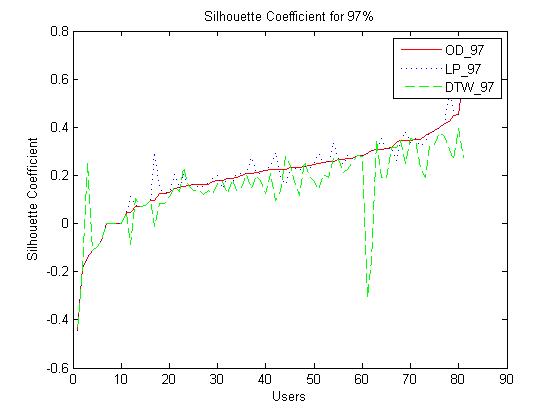 Silhouette Coefficient for 97%
0.8
OD_97
LP_97
DTW_97
0.6
0.4
0.2
0
-0.2
-0.4
-0.6
Silhouette Coefficient
0 10 20 30 40 50 60 70 80 90
Users